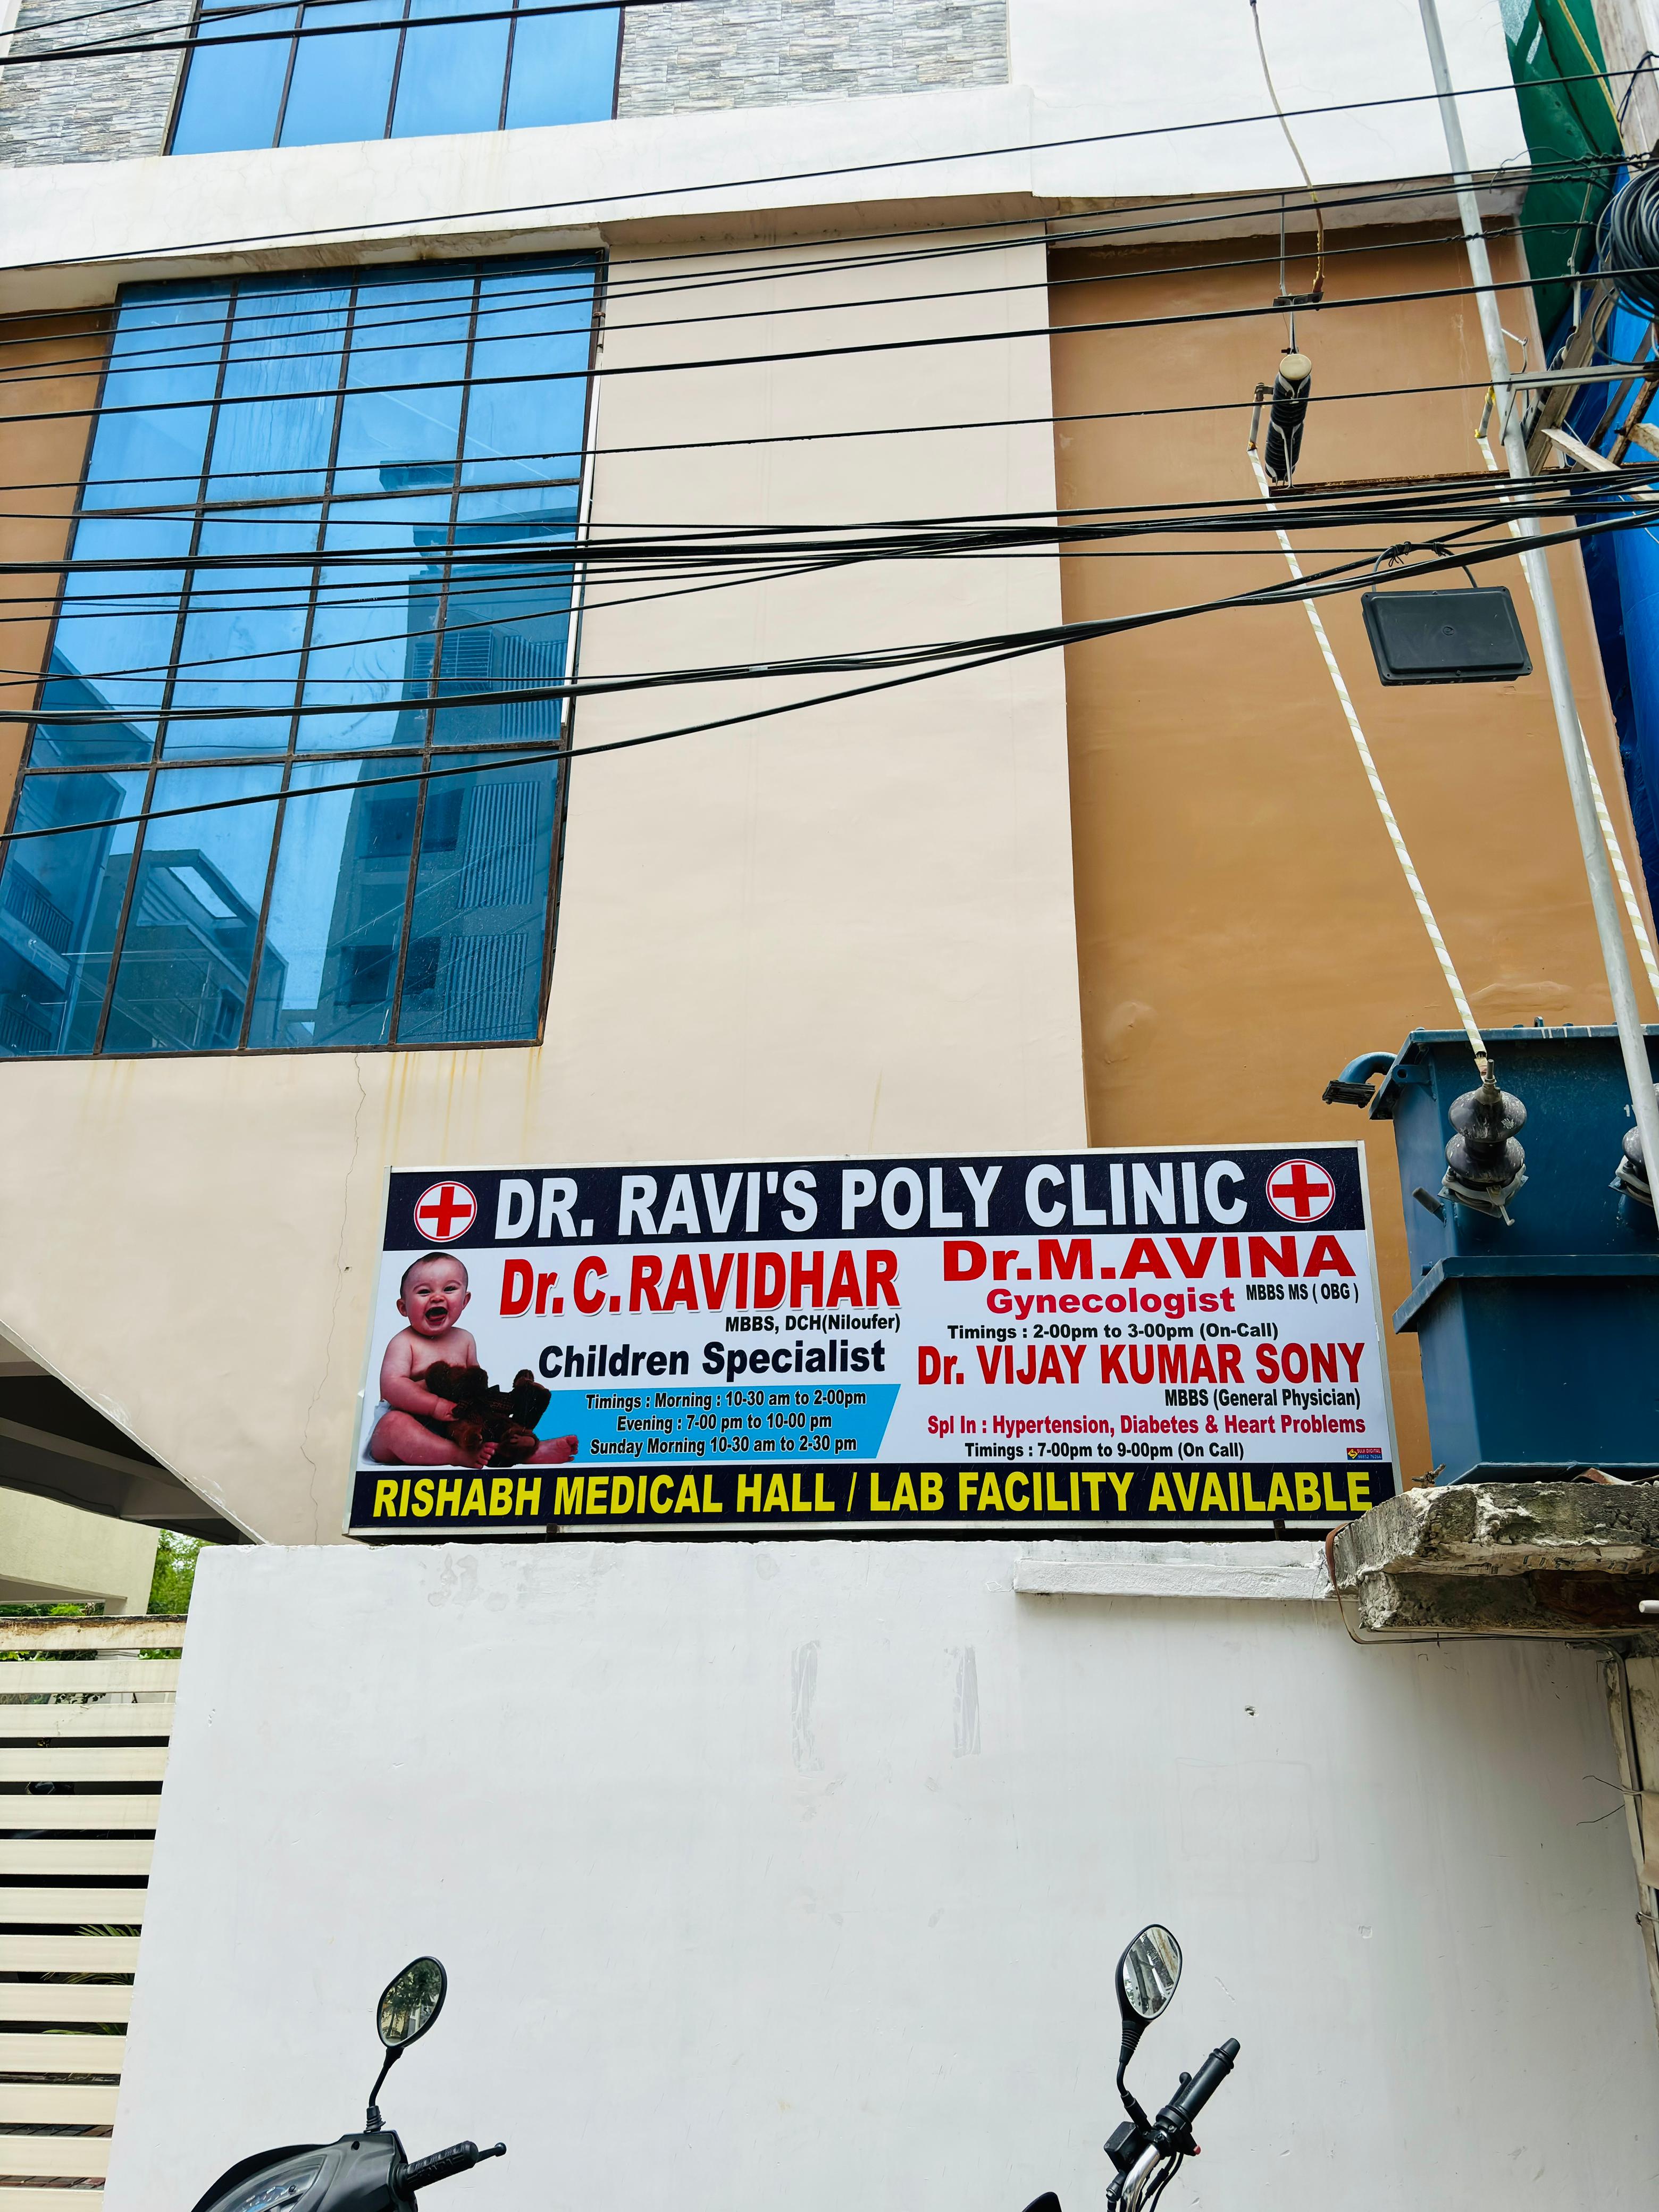 DR. RAVI'S POLY CLINIC
Dr. C. RAVIDHAR
MBBS, DCH(Niloufer)
Children Specialist
Timings : Morning : 10-30 am to 2-00pm
Evening : 7-00 pm to 10-00 pm
Sunday Morning 10-30 am to 2-30 pm
Dr.M.AVINA
Gynecologist MBBS MS ( OBG )
Timings : 2-00pm to 3-00pm (On-Call)
Dr. VIJAY KUMAR SONY
MBBS (General Physician)
Spl In : Hypertension, Diabetes & Heart Problems
Timings : 7-00pm to 9-00pm (On Call)
RISHABH MEDICAL HALL / LAB FACILITY AVAILABLE